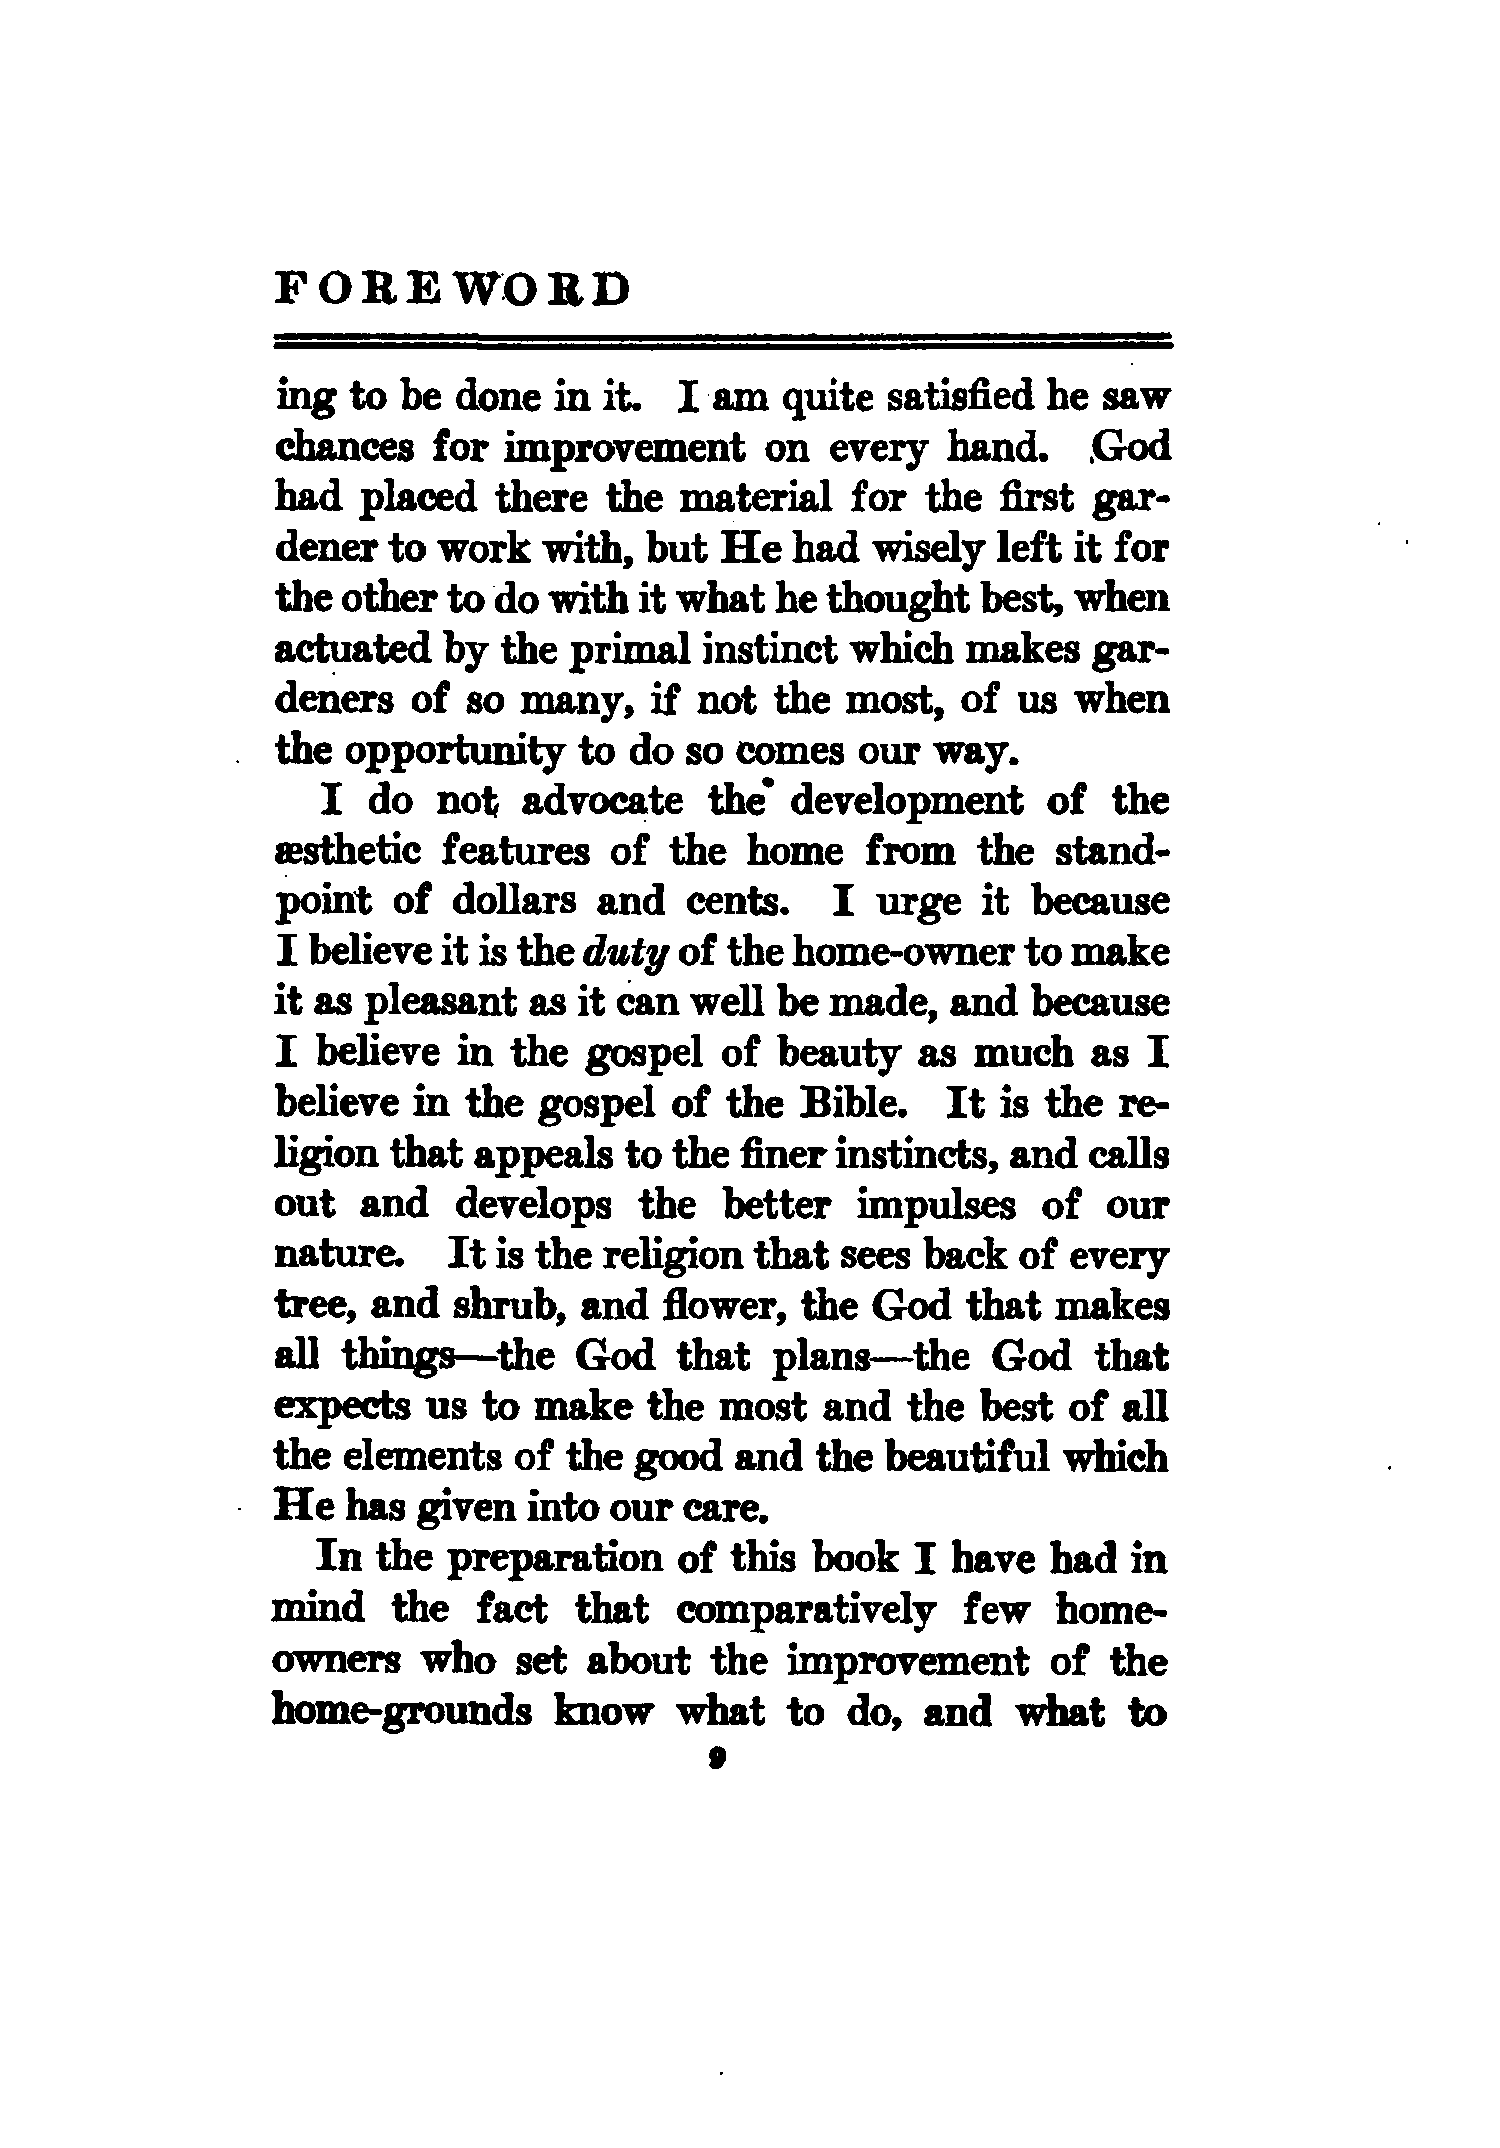 FOREWORD
ing to be done in it. I am quite satisfied he saw
chances for improvement on every hand. God
had placed there the material for the first gar-
dener to work with, but He had wisely left it for
the other to do with it what he thought best, when
actuated by the primal instinct which makes gar-
deners of so many, if not the most, of us when
the opportunity to do so comes our way.
I do not advocate the development of the
æsthetic features of the home from the stand-
point of dollars and cents. I urge it because
I believe it is the duty of the home-owner to make
it as pleasant as it can well be made, and because
I believe in the gospel of beauty as much as I
believe in the gospel of the Bible. It is the re-
ligion that appeals to the finer instincts, and calls
out and develops the better impulses of our
nature. It is the religion that sees back of every
tree, and shrub, and flower, the God that makes
all things—the God that plans—the God that
expects us to make the most and the best of all
the elements of the good and the beautiful which
He has given into our care.
In the preparation of this book I have had in
mind the fact that comparatively few home-
owners who set about the improvement of the
home-grounds know what to do, and what to
9